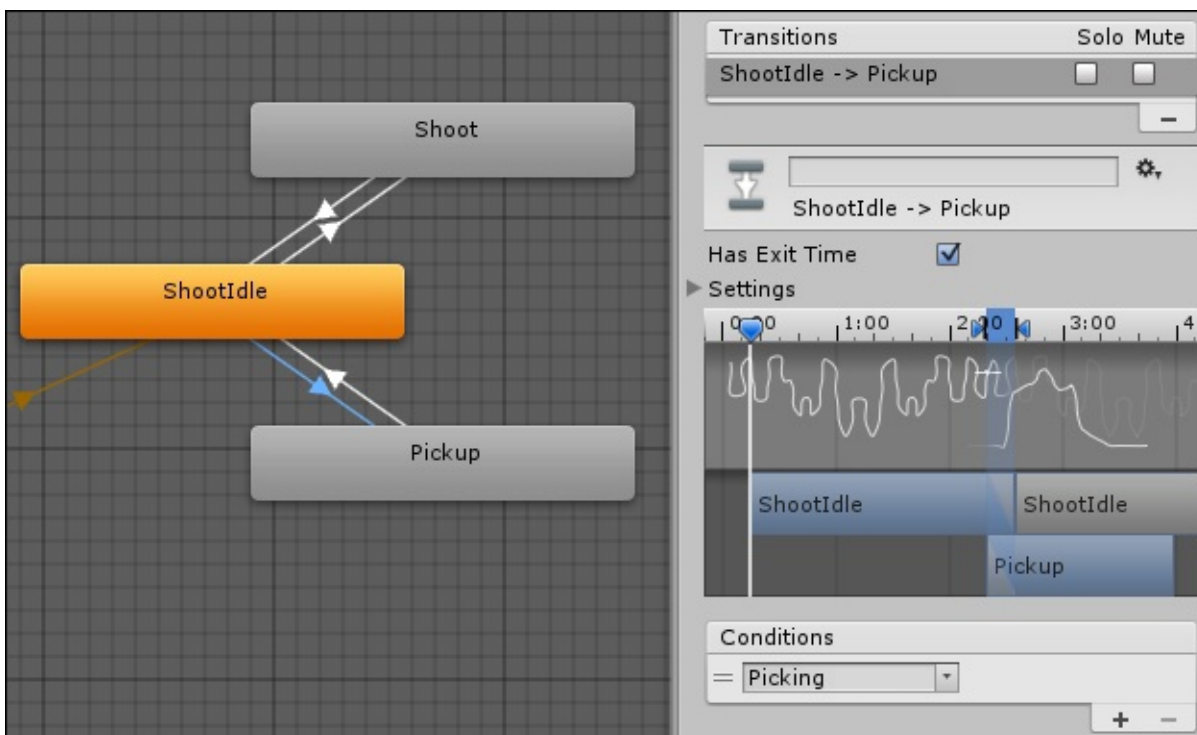 Shoot
ShootIdle
Pickup
Transitions Solo Mute
ShootIdle -> Pickup
ShootIdle -> Pickup
Has Exit Time
Settings
1:00 3:00 4
ShootIdle ShootIdle
Pickup
Conditions
Picking